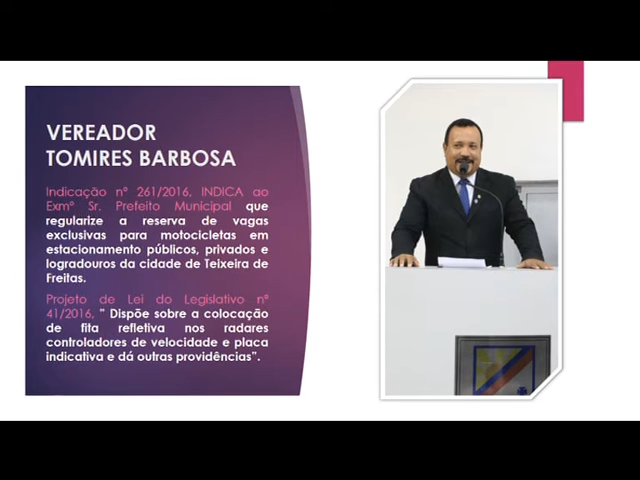 VEREADOR
TOMIRES BARBOSA
Indicação nº 261/2016, INDICA ao
Exmº Sr. Prefeito Municipal que
regularize a reserva de vagas
exclusivas para motocicletas em
estacionamento públicos, privados e
logradouros da cidade de Teixeira de
Freitas.
Projeto de Lei do Legislativo nº
41/2016, " Dispõe sobre a colocação
de fita refletiva nos radares
controladores de velocidade e placa
indicativa e dá outras providências".